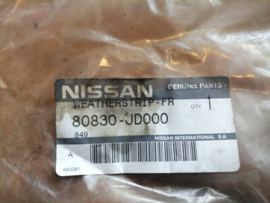 NISSAN GENUINE PARTS
WEATHERSTRIP-FR QTY 1
80830-JD000
849
NISSAN INTERNATIONAL S.A.
A